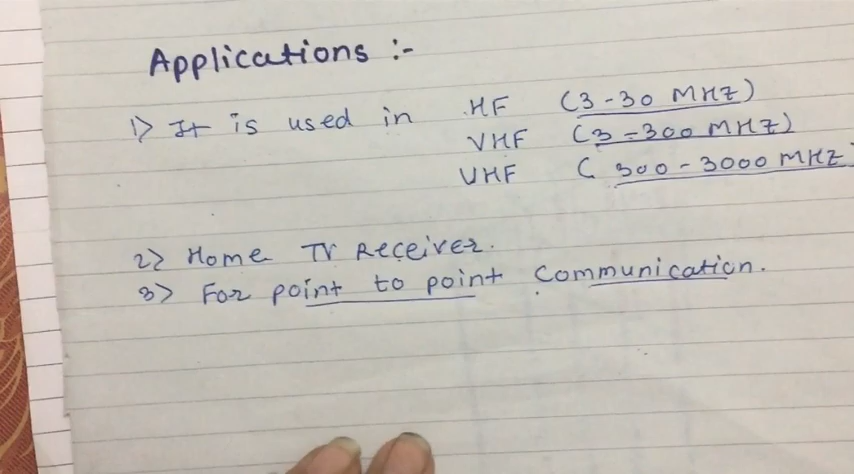 Applications :-
1) It is used in HF (3-30 MHZ)
VHF (3-300 MHZ)
UHF ( 300-3000 MHZ)
2) Home TV Receiver.
3) For point to point communication.